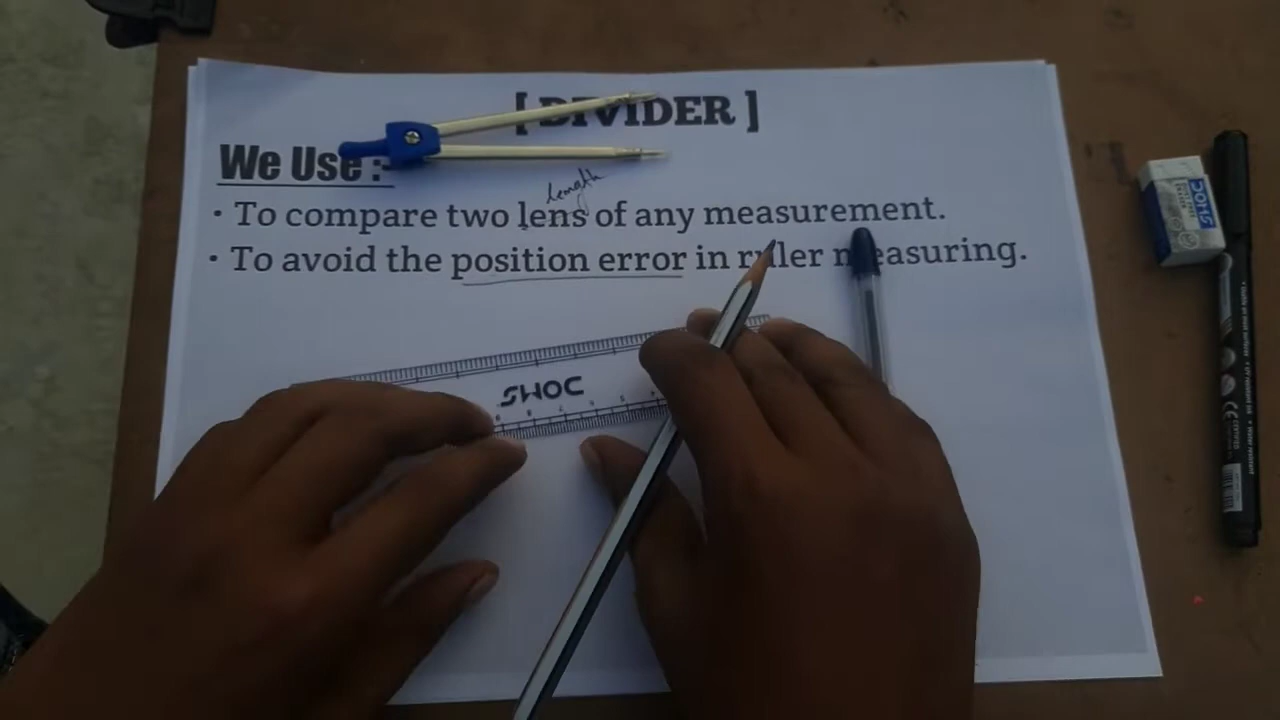 [ DIVIDER ]
We Use :-
length
• To compare two lens of any measurement.
• To avoid the position error in ruler measuring.
SWOC